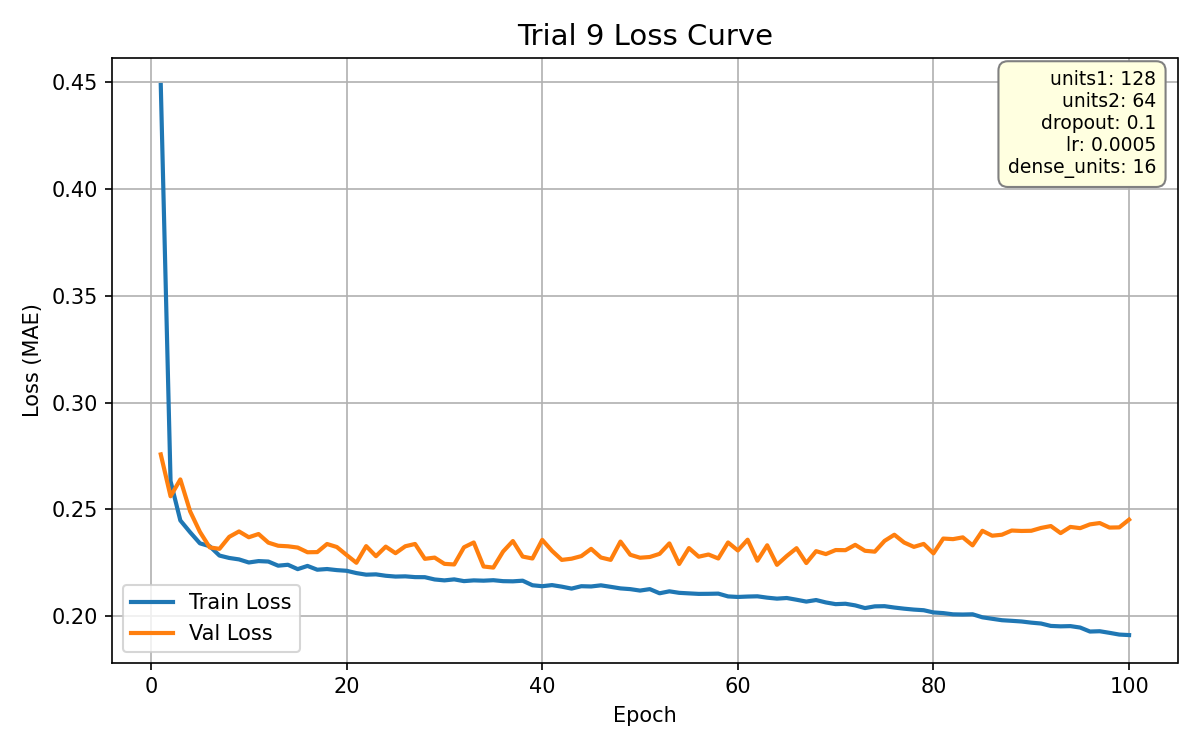 Trial 9 Loss Curve
units1: 128
units2: 64
dropout: 0.1
lr: 0.0005
dense_units: 16
0.45
0.40
0.35
0.30
0.25
0.20
Loss (MAE)
Train Loss
Val Loss
0 20 40 60 80 100
Epoch